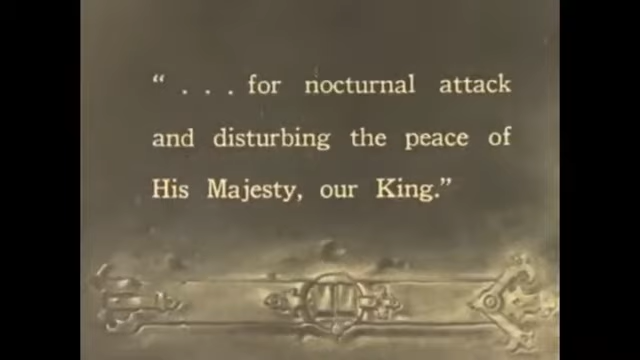 “ . . . for nocturnal attack
and disturbing the peace of
His Majesty, our King.”